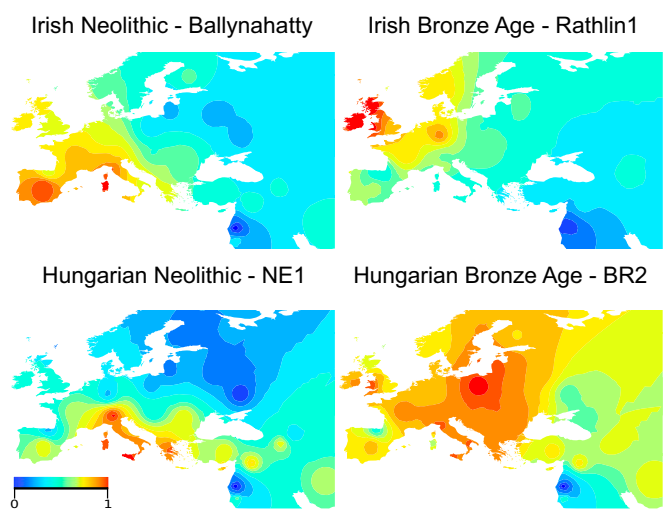 Irish Neolithic - Ballynahatty
Irish Bronze Age - Rathlin1
Hungarian Neolithic - NE1
Hungarian Bronze Age - BR2
0 1